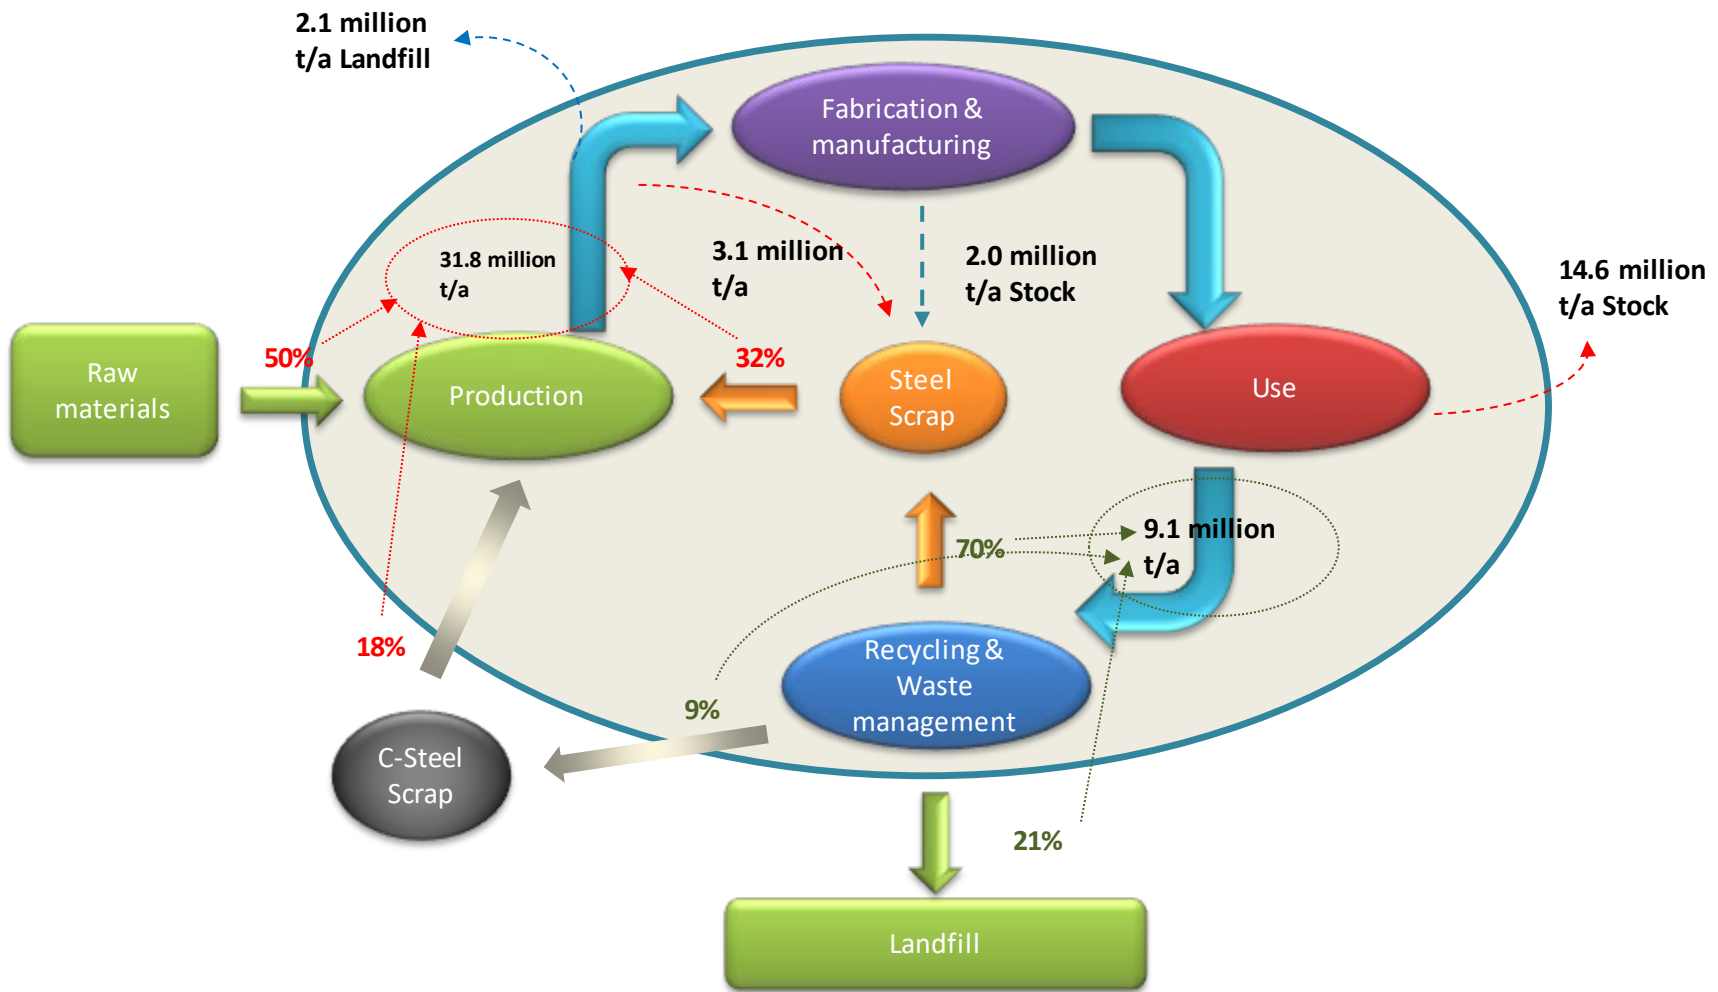 2.1 million
t/a Landfill
Fabrication &
manufacturing
31.8 million
t/a
3.1 million
t/a
2.0 million
t/a Stock
14.6 million
t/a Stock
Raw
materials
50%
Production
32%
Steel
Scrap
Use
9.1 million
t/a
70%
18%
Recycling &
Waste
management
9%
C-Steel
Scrap
21%
Landfill